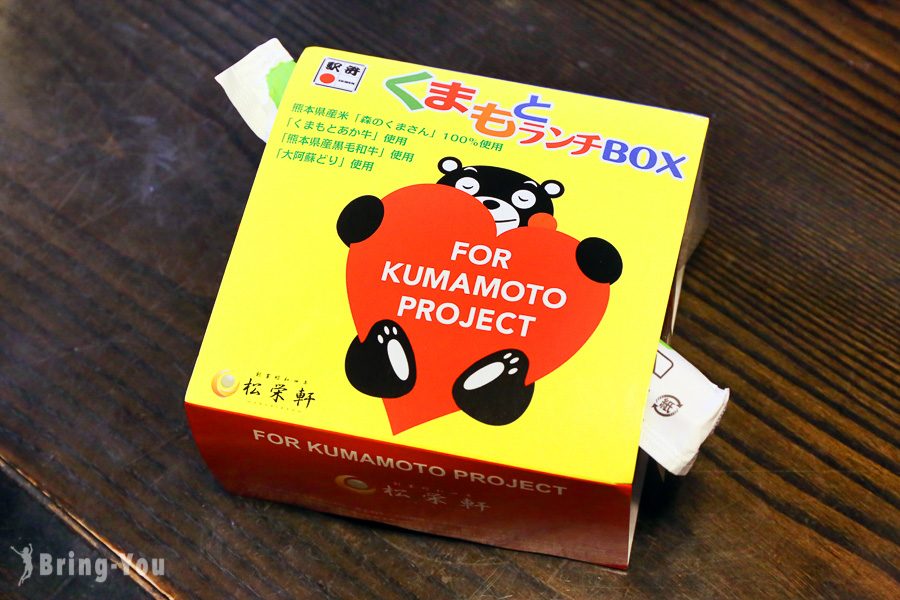 駅弁
くまもと
ランチBOX
熊本県産米「森のくまさん」100%使用
「くまもとあか牛」使用
「熊本県産黒毛和牛」使用
「大阿蘇とり」使用
FOR
KUMAMOTO
PROJECT
松栄軒
FOR KUMAMOTO PROJECT
松栄軒
紙
Bring-You